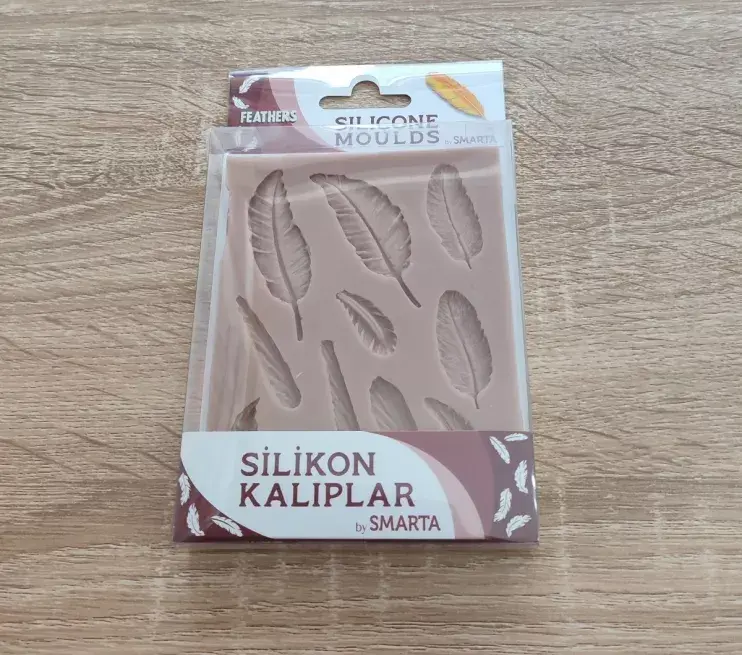 FEATHERS
SILICONE
MOULDS by SMARTA
SİLİKON
KALIPLAR
by SMARTA